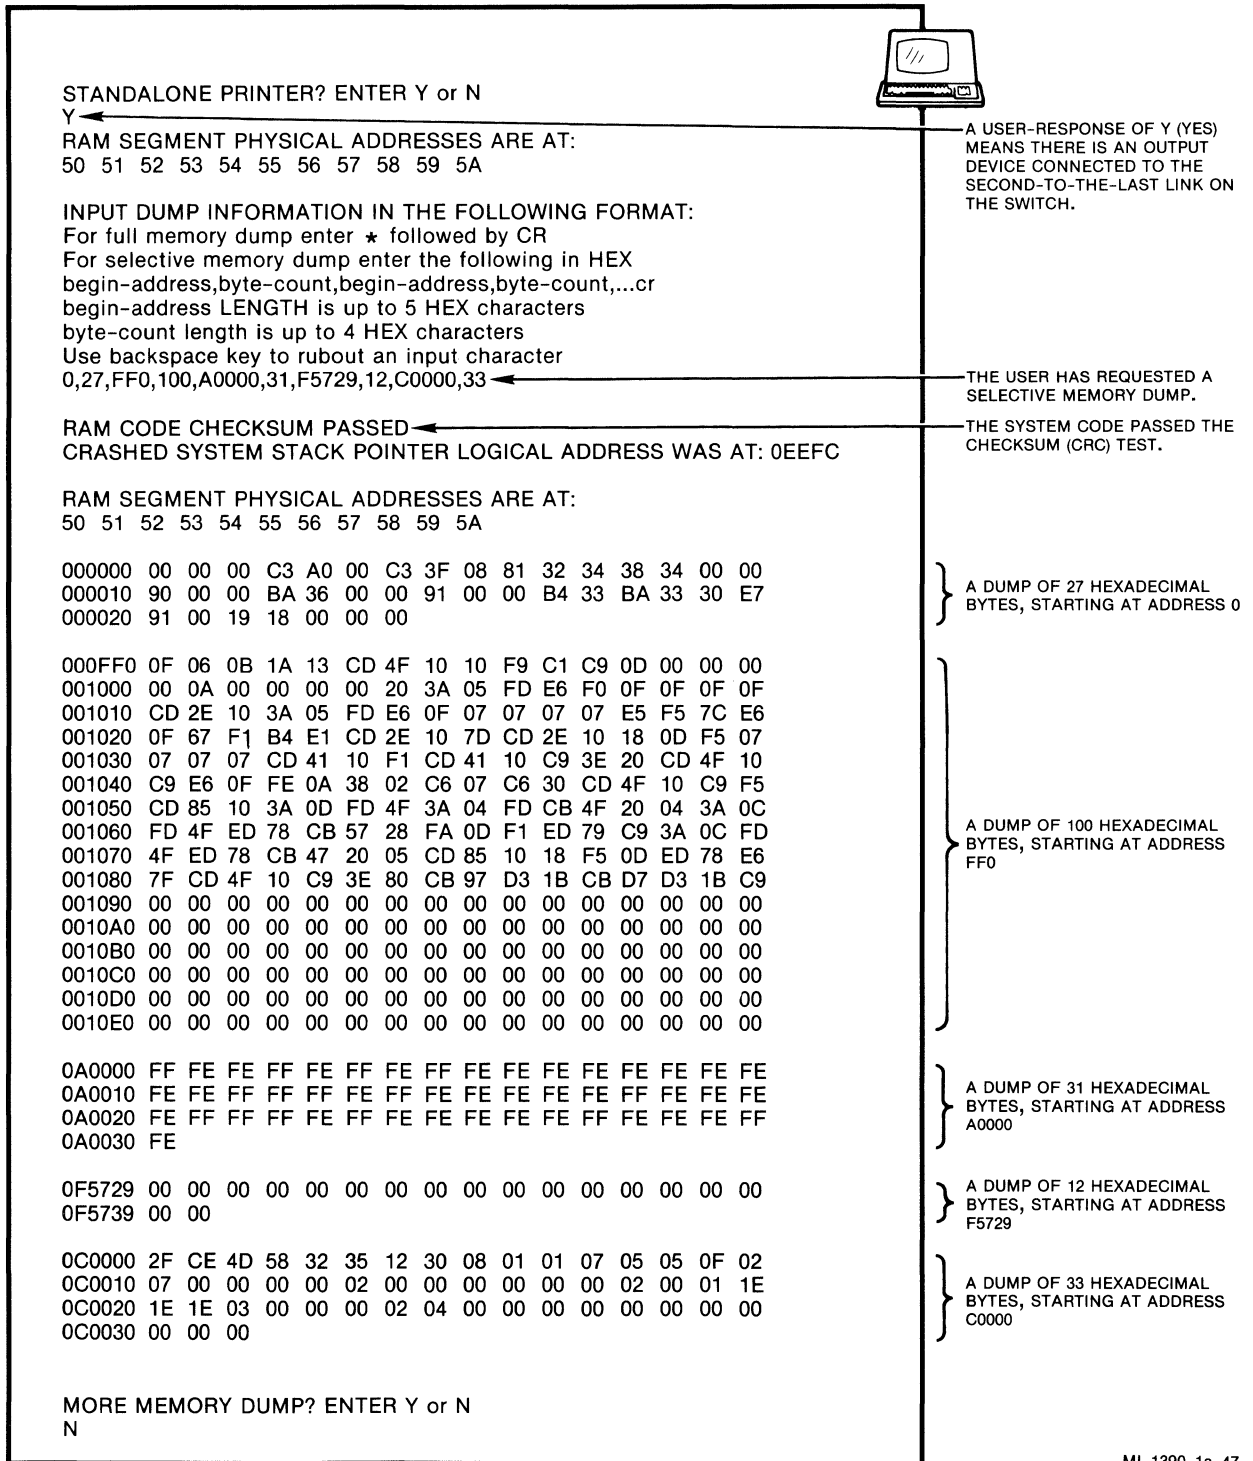 STANDALONE PRINTER? ENTER Y or N
Y
RAM SEGMENT PHYSICAL ADDRESSES ARE AT:
50 51 52 53 54 55 56 57 58 59 5A
A USER-RESPONSE OF Y (YES)
MEANS THERE IS AN OUTPUT
DEVICE CONNECTED TO THE
SECOND-TO-THE-LAST LINK ON
THE SWITCH.
INPUT DUMP INFORMATION IN THE FOLLOWING FORMAT:
For full memory dump enter * followed by CR
For selective memory dump enter the following in HEX
begin-address,byte-count,begin-address,byte-count,...cr
begin-address LENGTH is up to 5 HEX characters
byte-count length is up to 4 HEX characters
Use backspace key to rubout an input character
0,27,FF0,100,A0000,31,F5729,12,C0000,33
THE USER HAS REQUESTED A
SELECTIVE MEMORY DUMP.
RAM CODE CHECKSUM PASSED
CRASHED SYSTEM STACK POINTER LOGICAL ADDRESS WAS AT: 0EEFC
THE SYSTEM CODE PASSED THE
CHECKSUM (CRC) TEST.
RAM SEGMENT PHYSICAL ADDRESSES ARE AT:
50 51 52 53 54 55 56 57 58 59 5A
000000 00 00 00 C3 A0 00 C3 3F 08 81 32 34 38 34 00 00
000010 90 00 00 BA 36 00 00 91 00 00 B4 33 BA 33 30 E7
000020 91 00 19 18 00 00 00
A DUMP OF 27 HEXADECIMAL
BYTES, STARTING AT ADDRESS 0
000FF0 0F 06 0B 1A 13 CD 4F 10 10 F9 C1 C9 0D 00 00 00
001000 00 0A 00 00 00 00 20 3A 05 FD E6 F0 0F 0F 0F 0F
001010 CD 2E 10 3A 05 FD E6 0F 07 07 07 07 E5 F5 7C E6
001020 0F 67 F1 B4 E1 CD 2E 10 7D CD 2E 10 18 0D F5 07
001030 07 07 07 CD 41 10 F1 CD 41 10 C9 3E 20 CD 4F 10
001040 C9 E6 0F FE 0A 38 02 C6 07 C6 30 CD 4F 10 C9 F5
001050 CD 85 10 3A 0D FD 4F 3A 04 FD CB 4F 20 04 3A 0C
001060 FD 4F ED 78 CB 57 28 FA 0D F1 ED 79 C9 3A 0C FD
001070 4F ED 78 CB 47 20 05 CD 85 10 18 F5 0D ED 78 E6
001080 7F CD 4F 10 C9 3E 80 CB 97 D3 1B CB D7 D3 1B C9
001090 00 00 00 00 00 00 00 00 00 00 00 00 00 00 00 00
0010A0 00 00 00 00 00 00 00 00 00 00 00 00 00 00 00 00
0010B0 00 00 00 00 00 00 00 00 00 00 00 00 00 00 00 00
0010C0 00 00 00 00 00 00 00 00 00 00 00 00 00 00 00 00
0010D0 00 00 00 00 00 00 00 00 00 00 00 00 00 00 00 00
0010E0 00 00 00 00 00 00 00 00 00 00 00 00 00 00 00 00
A DUMP OF 100 HEXADECIMAL
BYTES, STARTING AT ADDRESS
FF0
0A0000 FF FE FE FF FE FF FE FF FE FE FE FE FE FE FE FE
0A0010 FE FE FF FF FF FF FF FE FE FE FE FE FF FE FE FE
0A0020 FE FF FF FF FE FF FE FE FE FE FE FF FE FE FE FF
0A0030 FE
A DUMP OF 31 HEXADECIMAL
BYTES, STARTING AT ADDRESS
A0000
0F5729 00 00 00 00 00 00 00 00 00 00 00 00 00 00 00 00
0F5739 00 00
A DUMP OF 12 HEXADECIMAL
BYTES, STARTING AT ADDRESS
F5729
0C0000 2F CE 4D 58 32 35 12 30 08 01 01 07 05 05 0F 02
0C0010 07 00 00 00 00 02 00 00 00 00 00 00 02 00 01 1E
0C0020 1E 1E 03 00 00 00 02 04 00 00 00 00 00 00 00 00
0C0030 00 00 00
A DUMP OF 33 HEXADECIMAL
BYTES, STARTING AT ADDRESS
C0000
MORE MEMORY DUMP? ENTER Y or N
N